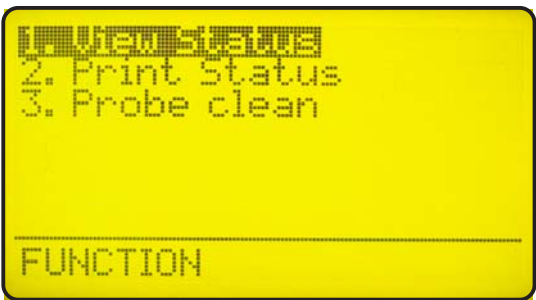 1. View Status
2. Print Status
3. Probe clean
FUNCTION